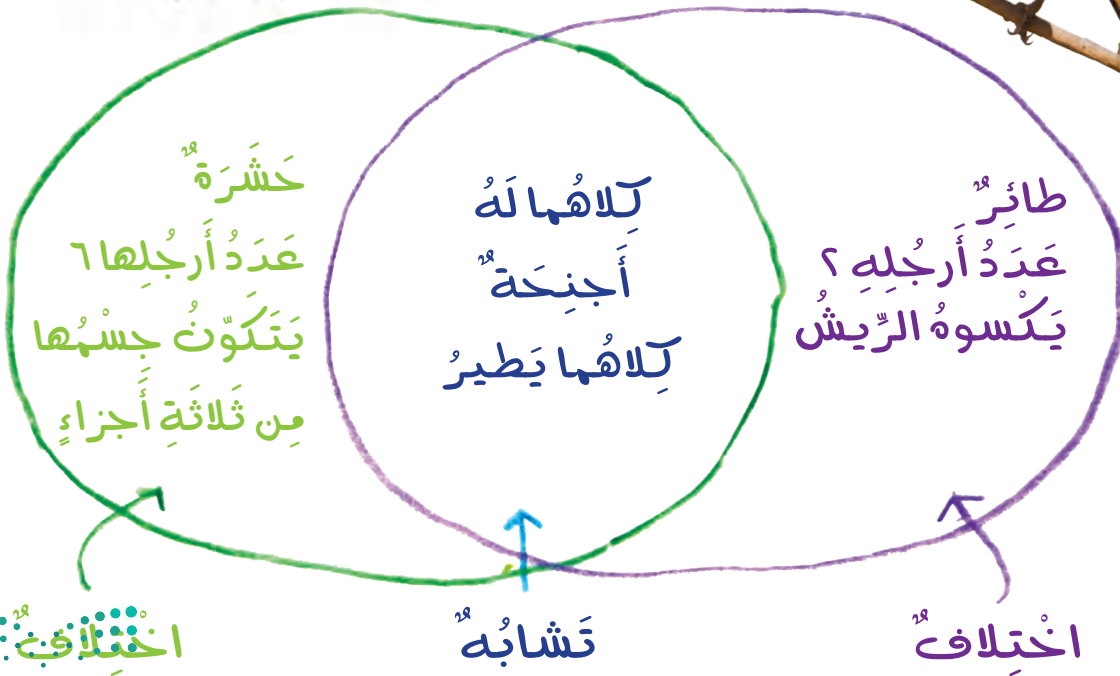 طائِرٌ
عَدَدُ أَرجُلِهِ ٢
يَكْسوهُ الرِّيشُ
كِلاهُما لَهُ
أَجنِحَةٌ
كِلاهُما يَطيرُ
حَشَرَةٌ
عَدَدُ أَرجُلِها ٦
يَتَكَوّنُ جِسْمُها
مِن ثَلاثَةِ أَجزاءٍ
اخْتِلافٌ
تَشابُهٌ
اخْتِلافٌ